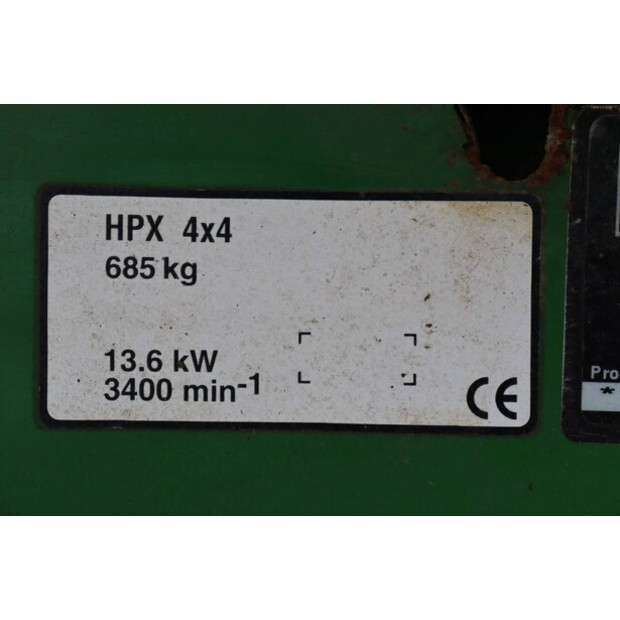 HPX 4x4
685 kg
13.6 kW
3400 min-1
CE
Pro
*